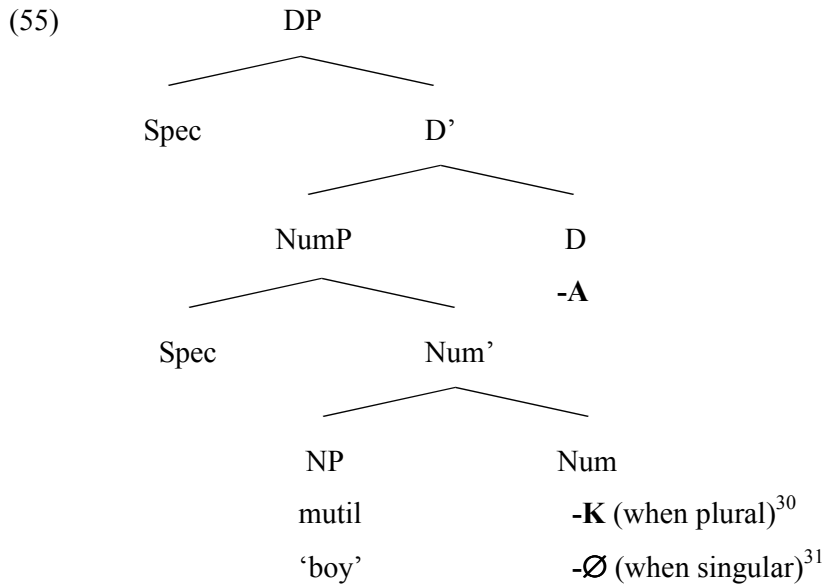 (55) DP
Spec D’
NumP D
-A
Spec Num’
NP Num
mutil -K (when plural)30
‘boy’ -Ø (when singular)31